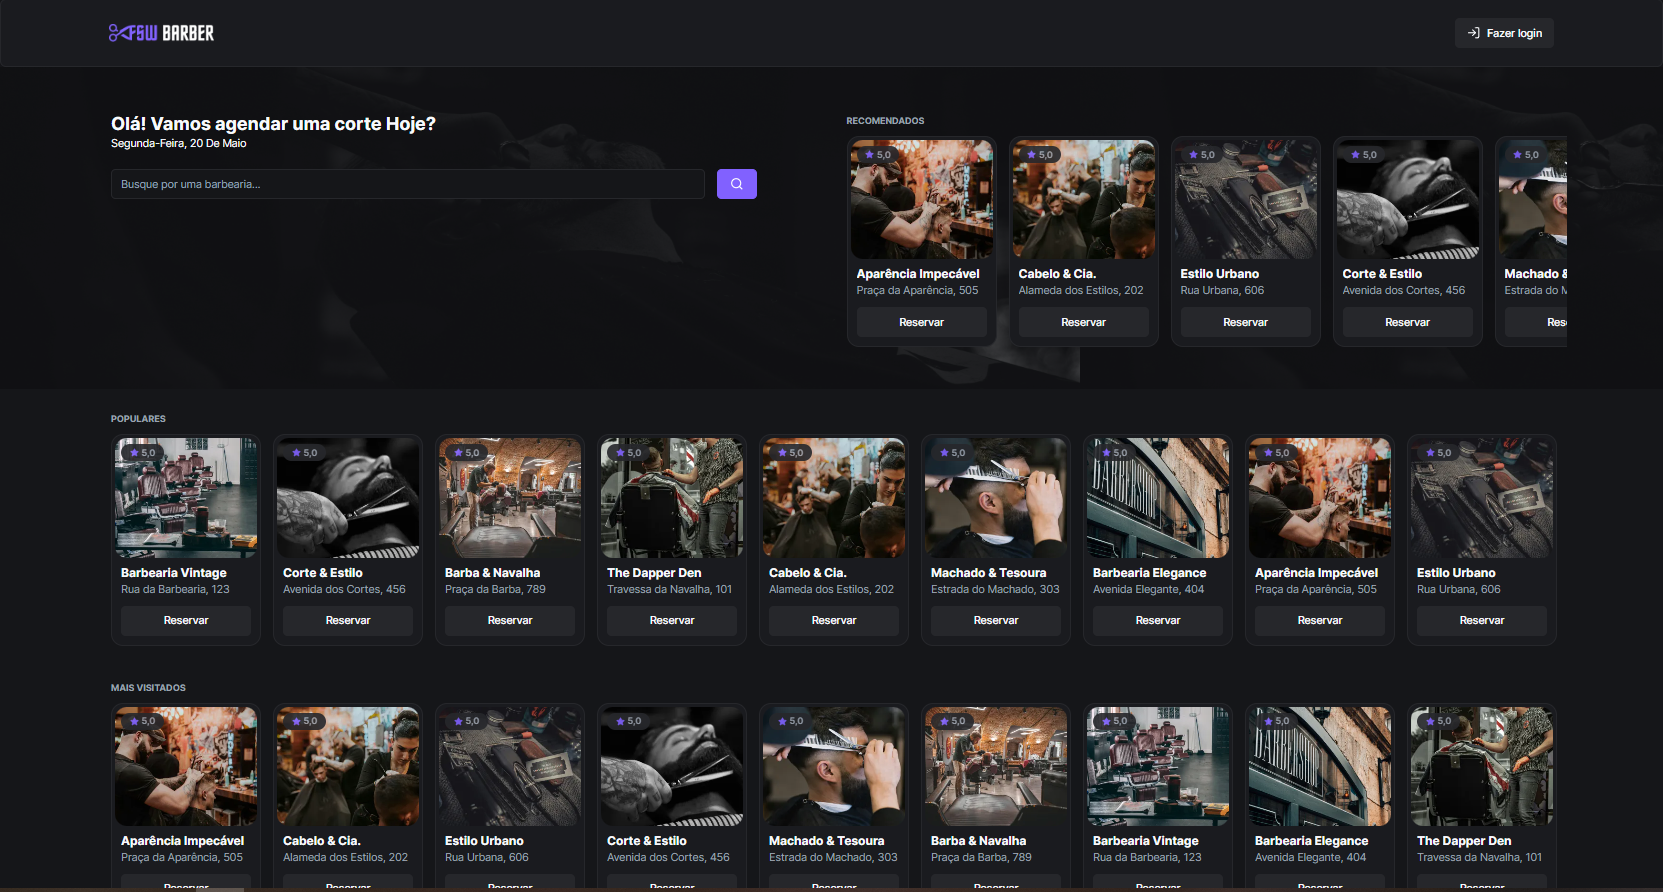 FSW BARBER
Fazer login
Olá! Vamos agendar uma corte Hoje?
Segunda-Feira, 20 De Maio
Busque por uma barbearia...
RECOMENDADOS
5,0
Aparência Impecável
Praça da Aparência, 505
Reservar
5,0
Cabelo & Cia.
Alameda dos Estilos, 202
Reservar
5,0
Estilo Urbano
Rua Urbana, 606
Reservar
5,0
Corte & Estilo
Avenida dos Cortes, 456
Reservar
5,0
Machado &
Estrada do M
Res
POPULARES
5,0
Barbearia Vintage
Rua da Barbearia, 123
Reservar
5,0
Corte & Estilo
Avenida dos Cortes, 456
Reservar
5,0
Barba & Navalha
Praça da Barba, 789
Reservar
5,0
The Dapper Den
Travessa da Navalha, 101
Reservar
5,0
Cabelo & Cia.
Alameda dos Estilos, 202
Reservar
5,0
Machado & Tesoura
Estrada do Machado, 303
Reservar
5,0
Barbearia Elegance
Avenida Elegante, 404
Reservar
5,0
Aparência Impecável
Praça da Aparência, 505
Reservar
5,0
Estilo Urbano
Rua Urbana, 606
Reservar
MAIS VISITADOS
5,0
Aparência Impecável
Praça da Aparência, 505
Reservar
5,0
Cabelo & Cia.
Alameda dos Estilos, 202
Reservar
5,0
Estilo Urbano
Rua Urbana, 606
Reservar
5,0
Corte & Estilo
Avenida dos Cortes, 456
Reservar
5,0
Machado & Tesoura
Estrada do Machado, 303
Reservar
5,0
Barba & Navalha
Praça da Barba, 789
Reservar
5,0
Barbearia Vintage
Rua da Barbearia, 123
Reservar
5,0
Barbearia Elegance
Avenida Elegante, 404
Reservar
5,0
The Dapper Den
Travessa da Navalha, 101
Reservar